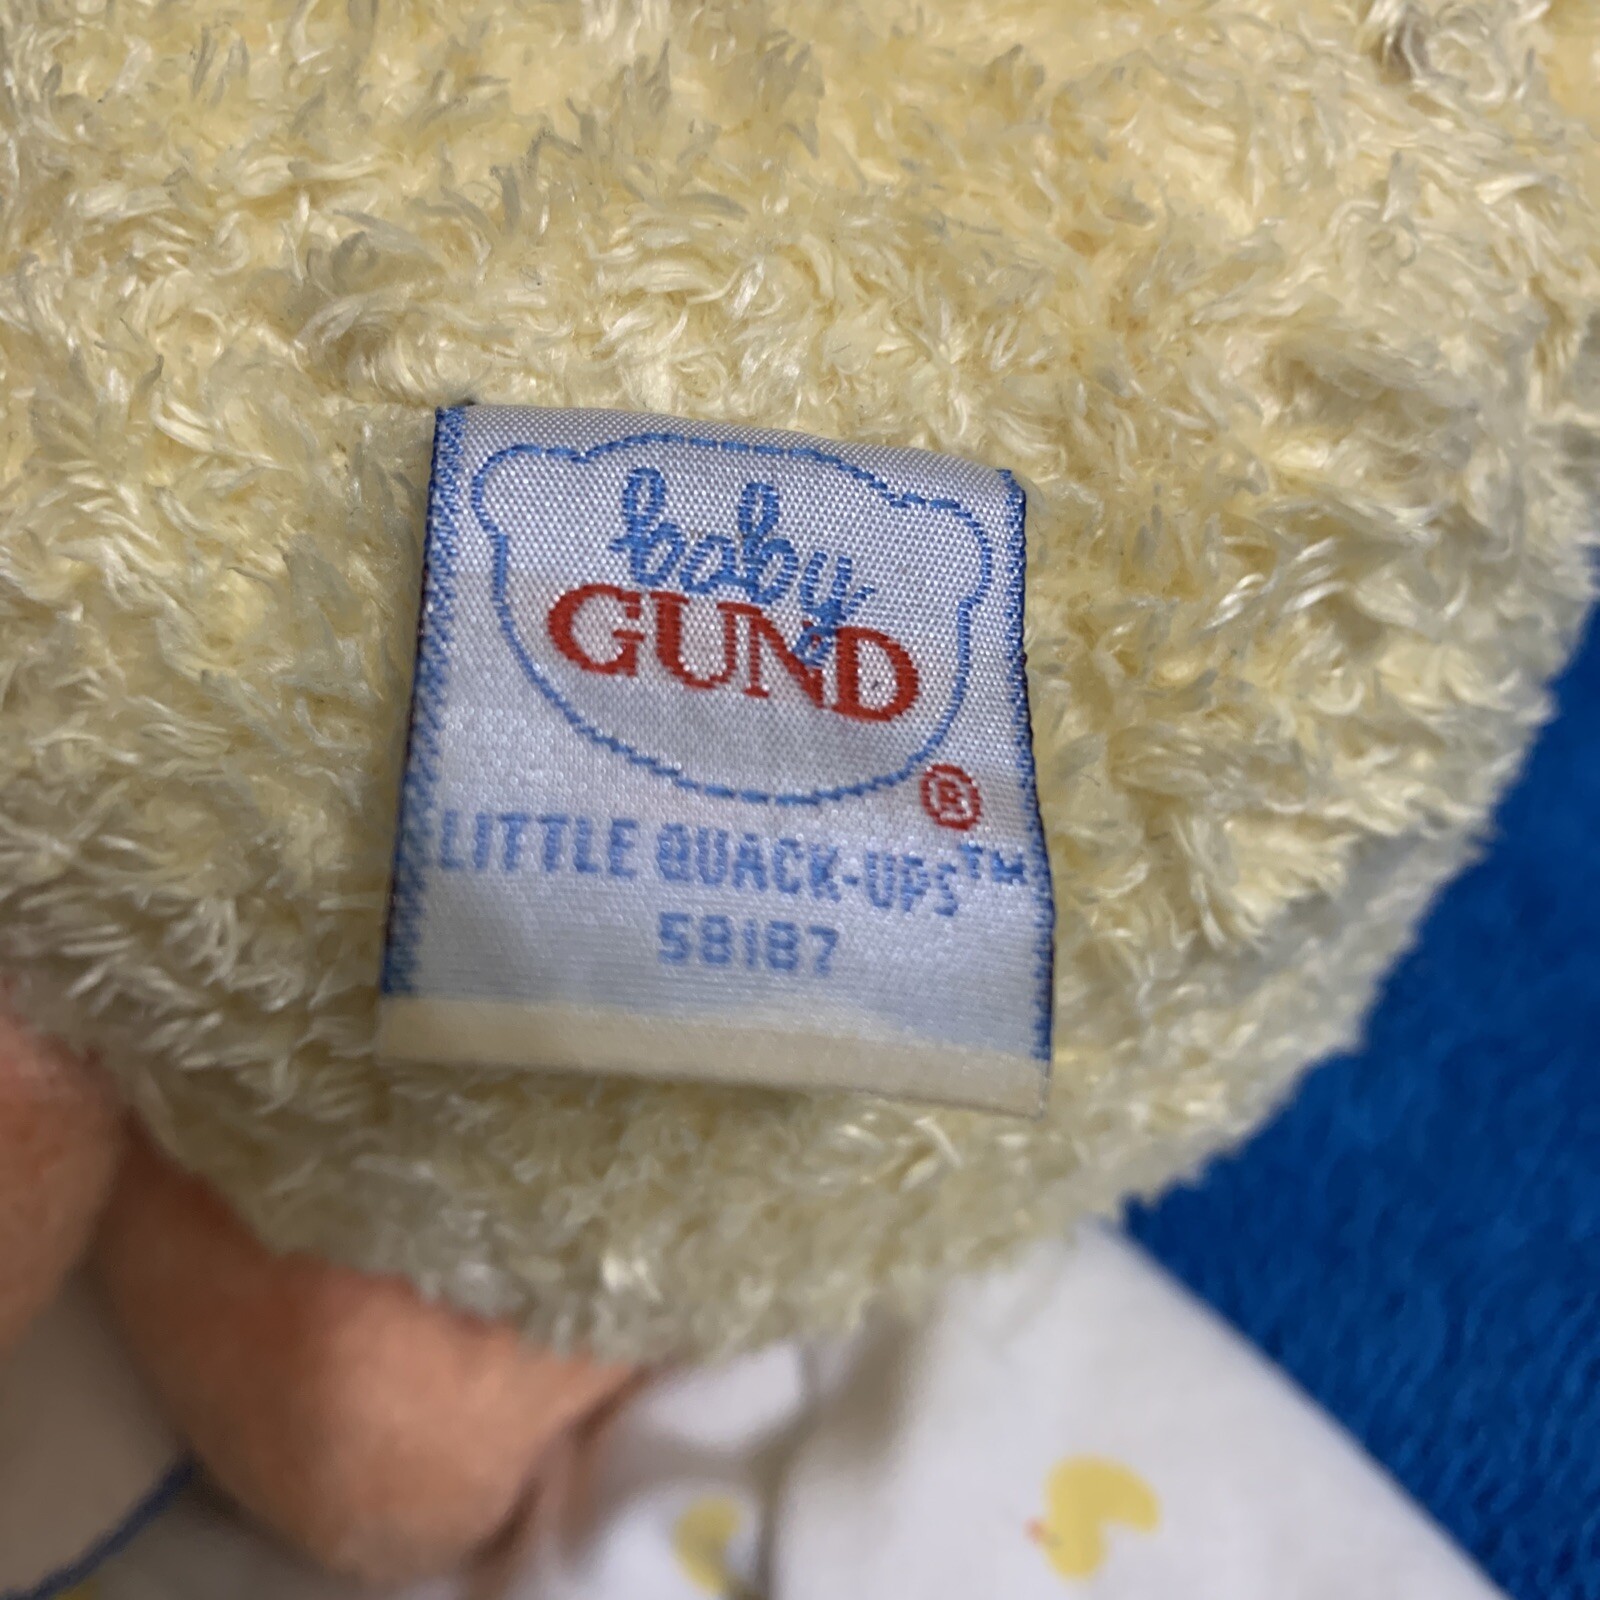 baby
GUND
®
LITTLE QUACK-UPS™
58187